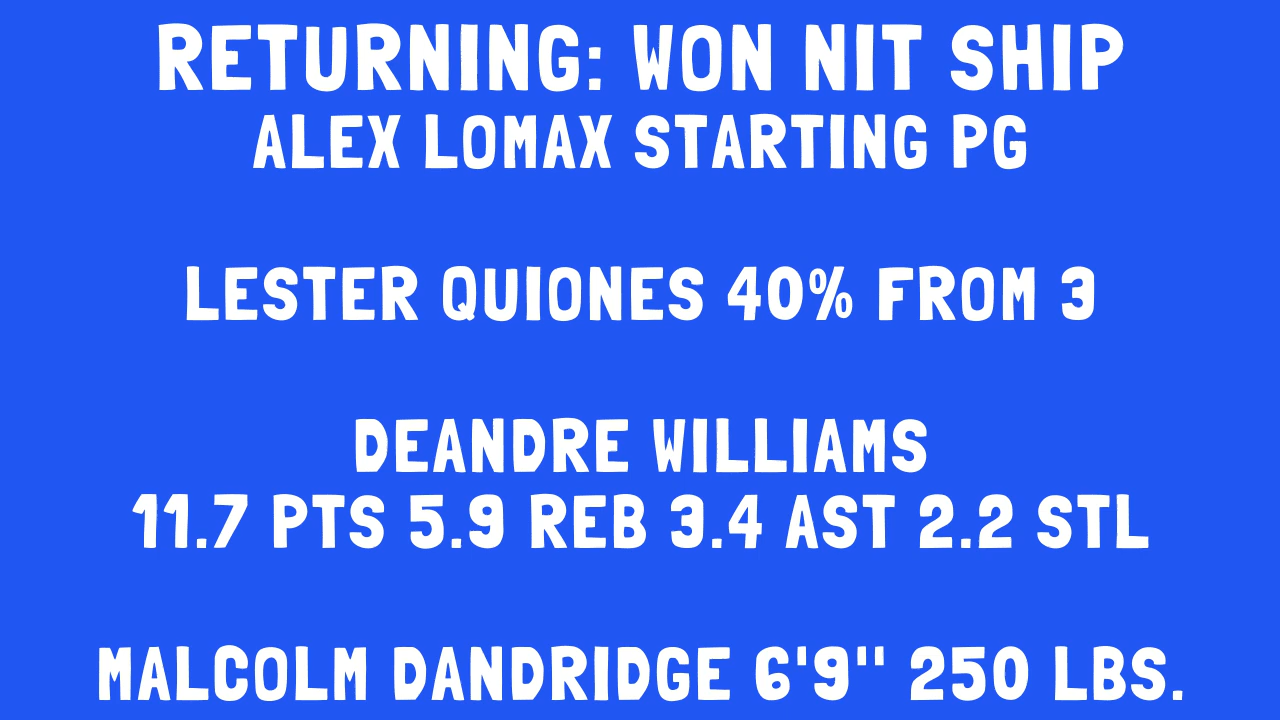 RETURNING: WON NIT SHIP
ALEX LOMAX STARTING PG
LESTER QUIONES 40% FROM 3
DEANDRE WILLIAMS
11.7 PTS 5.9 REB 3.4 AST 2.2 STL
MALCOLM DANDRIDGE 6'9" 250 LBS.